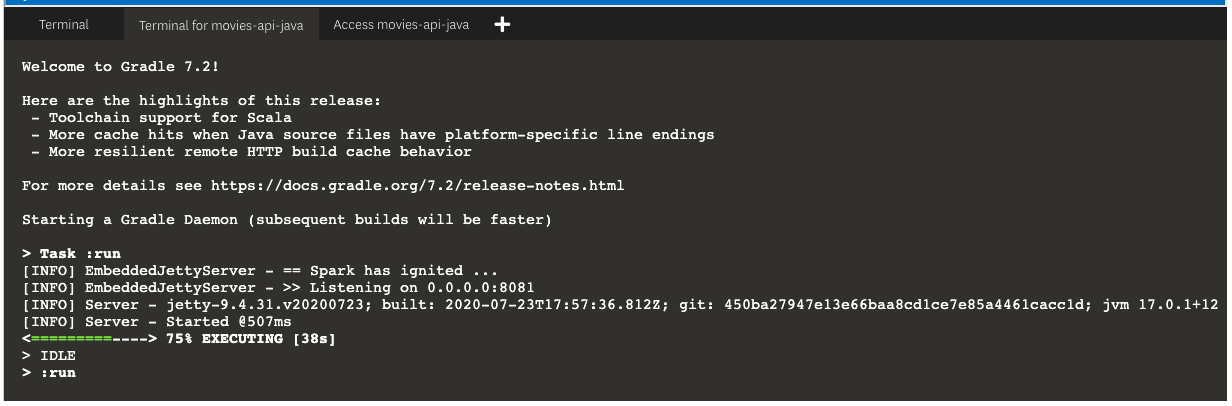 Terminal
Terminal for movies-api-java
Access movies-api-java
Welcome to Gradle 7.2!
Here are the highlights of this release:
- Toolchain support for Scala
- More cache hits when Java source files have platform-specific line endings
- More resilient remote HTTP build cache behavior
For more details see https://docs.gradle.org/7.2/release-notes.html
Starting a Gradle Daemon (subsequent builds will be faster)
> Task :run
[INFO] EmbeddedJettyServer - == Spark has ignited ...
[INFO] EmbeddedJettyServer - >> Listening on 0.0.0.0:8081
[INFO] Server - jetty-9.4.31.v20200723; built: 2020-07-23T17:57:36.812Z; git: 450ba27947e13e66baa8cd1ce7e85a4461cacc1d; jvm 17.0.1+12
[INFO] Server - Started @507ms
<=========----> 75% EXECUTING [38s]
> IDLE
> :run